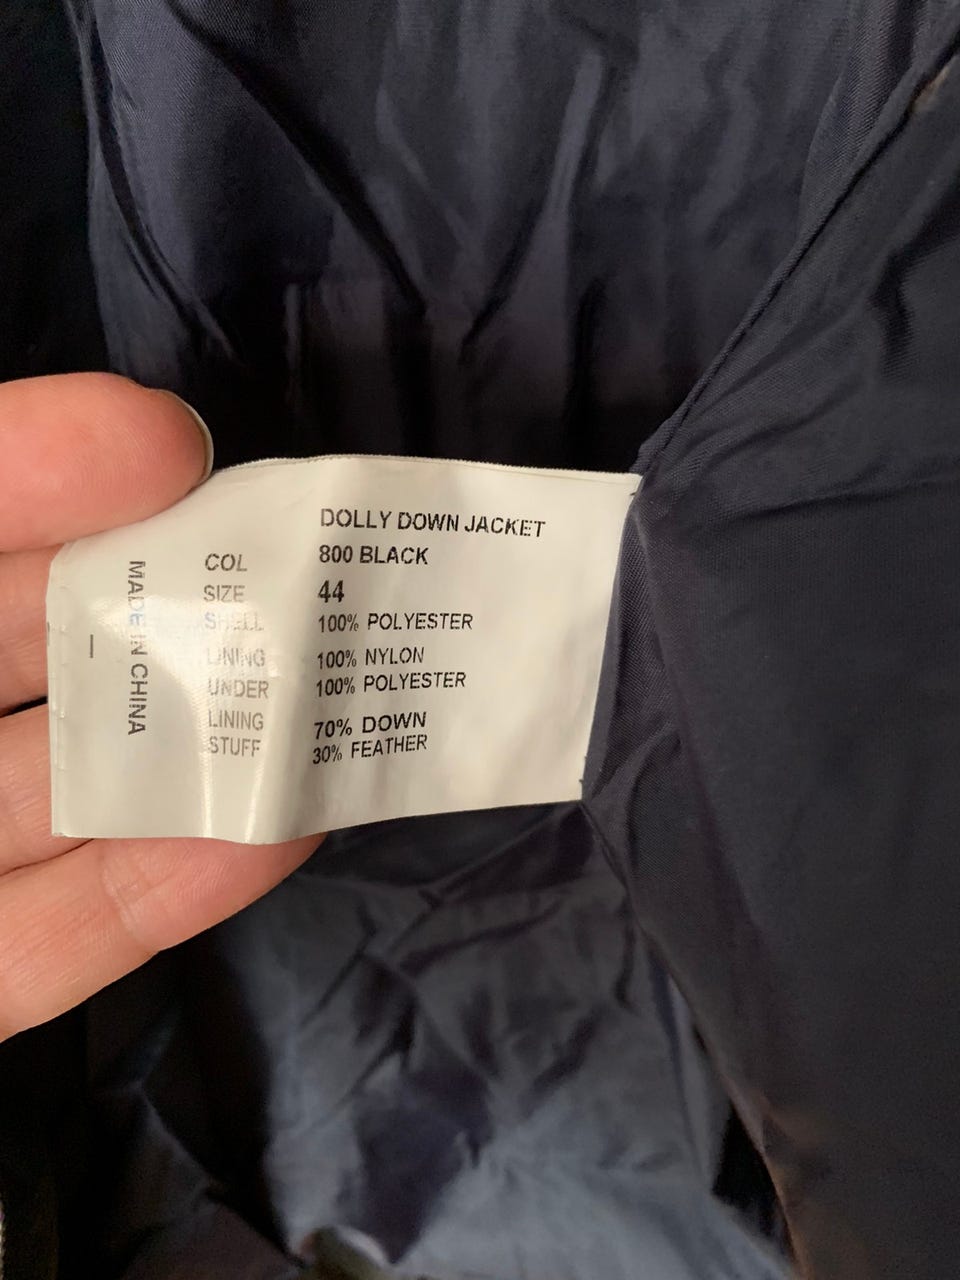 DOLLY DOWN JACKET
COL 800 BLACK
SIZE 44
SHELL 100% POLYESTER
LINING 100% NYLON
UNDER 100% POLYESTER
LINING 70% DOWN
STUFF 30% FEATHER
MADE IN CHINA